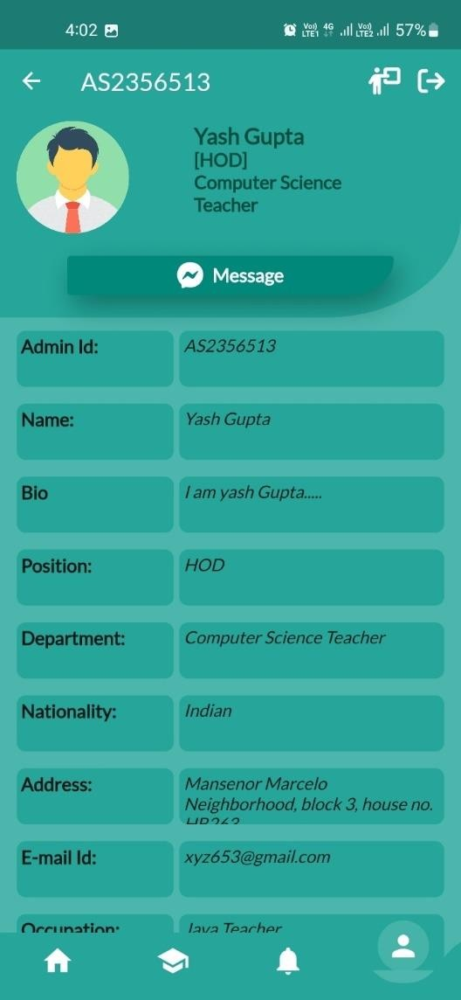 4:02
Vo) LTE1 4G Vo) LTE2 57%
AS2356513
Yash Gupta
[HOD]
Computer Science
Teacher
Message
Admin Id: AS2356513
Name: Yash Gupta
Bio I am yash Gupta.....
Position: HOD
Department: Computer Science Teacher
Nationality: Indian
Address: Mansenor Marcelo
Neighborhood, block 3, house no.
HB263
E-mail Id: xyz653@gmail.com
Occupation: Java Teacher